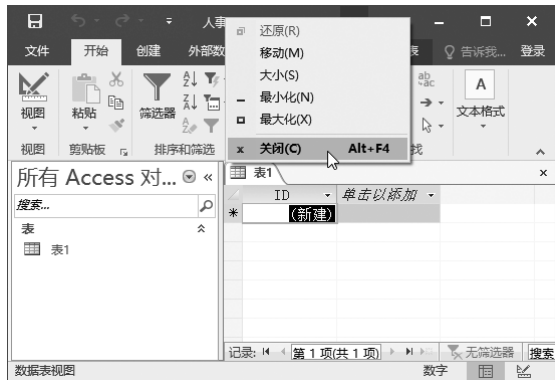 人事
还原(R)
移动(M)
大小(S)
最小化(N)
最大化(X)
关闭(C) Alt+F4
文件 开始 创建 外部数 表 告诉我... 登录
视图 粘贴 筛选器 文本格式
视图 剪贴板 排序和筛选 找
所有 Access 对...
搜索...
表
表1
表1
ID 单击以添加
(新建)
记录: 第 1 项(共 1 项) 无筛选器 搜索
数据表视图 数字